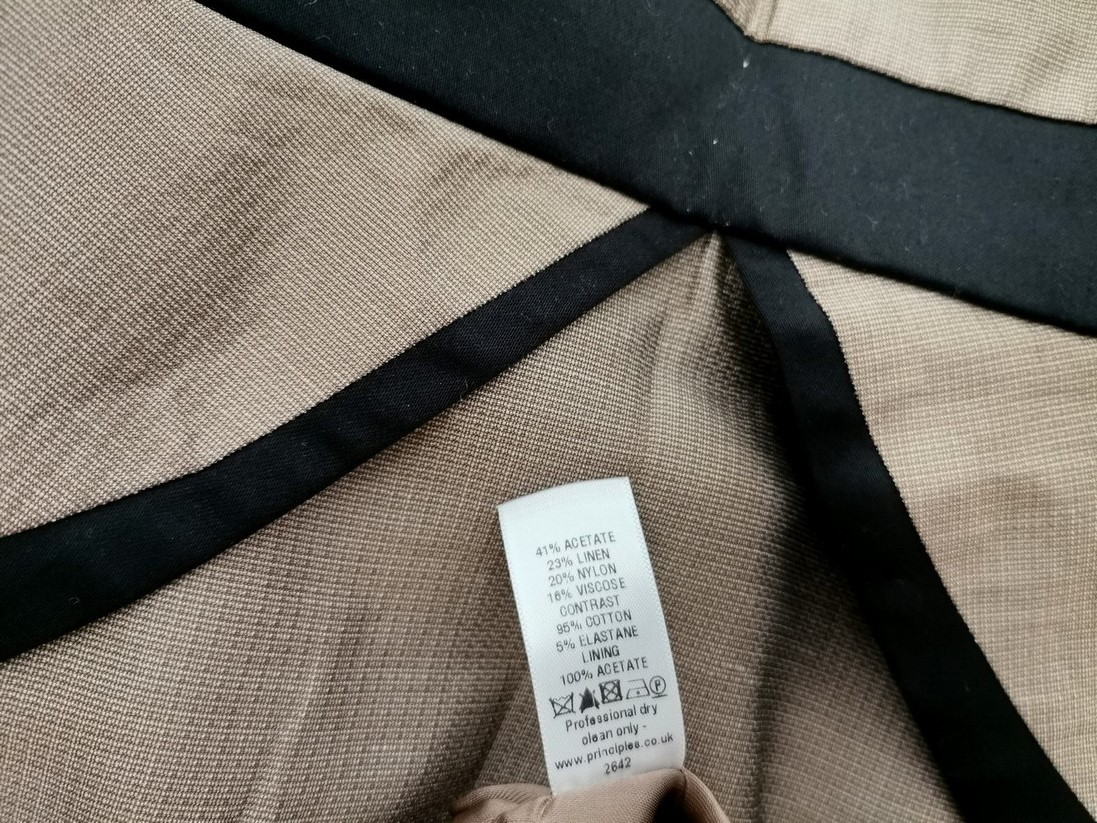 41% ACETATE
23% LINEN
20% NYLON
16% VISCOSE
CONTRAST
95% COTTON
5% ELASTANE
LINING
100% ACETATE
P
Professional dry
clean only -
www.principles.co.uk
2642